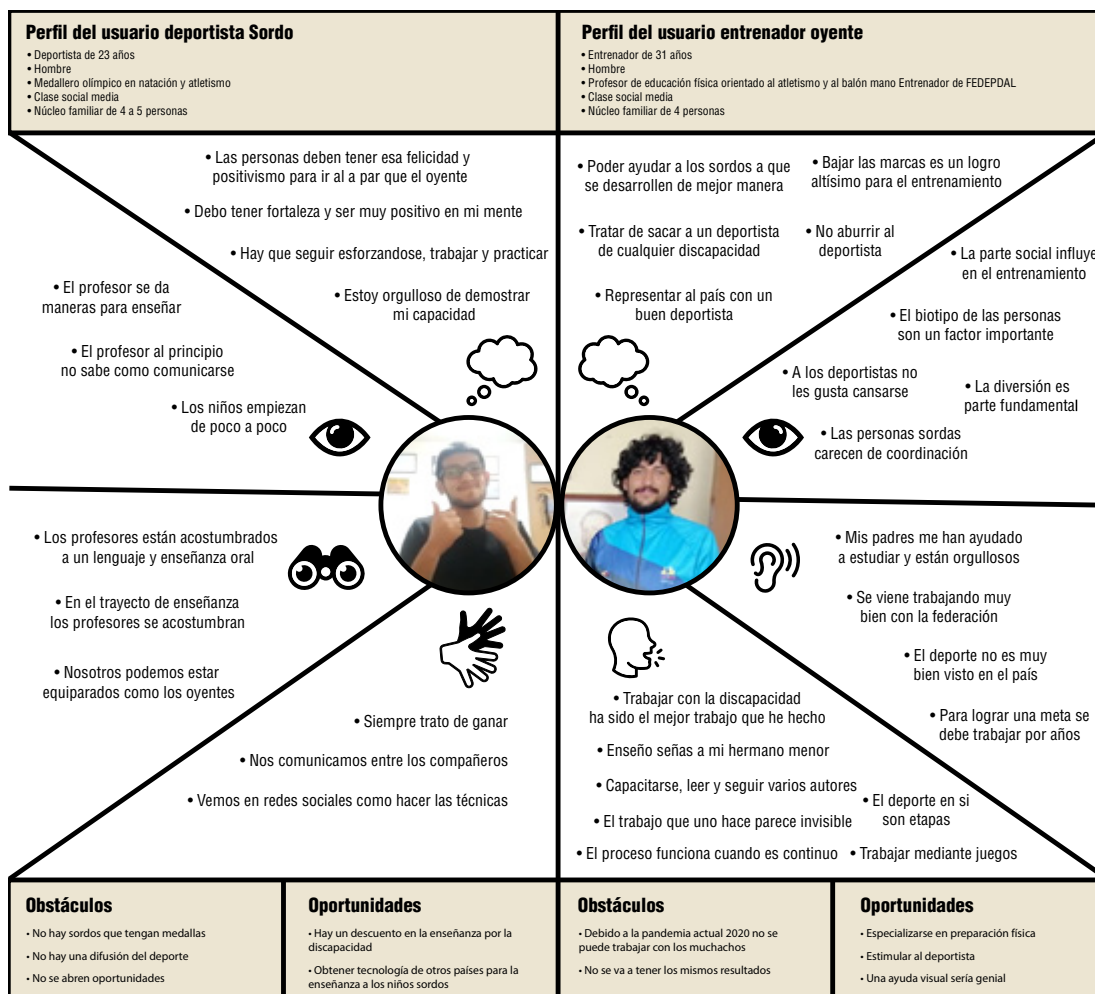 Perfil del usuario deportista Sordo
• Deportista de 23 años
• Hombre
• Medallero olímpico en natación y atletismo
• Clase social media
• Núcleo familiar de 4 a 5 personas
Perfil del usuario entrenador oyente
• Entrenador de 31 años
• Hombre
• Profesor de educación física orientado al atletismo y al balón mano Entrenador de FEDEPDAL
• Clase social media
• Núcleo familiar de 4 personas
• Las personas deben tener esa felicidad y
positivismo para ir al a par que el oyente
• Debo tener fortaleza y ser muy positivo en mi mente
• Hay que seguir esforzandose, trabajar y practicar
• Estoy orgulloso de demostrar
mi capacidad
• El profesor se da
maneras para enseñar
• El profesor al principio
no sabe como comunicarse
• Los niños empiezan
de poco a poco
• Los profesores están acostumbrados
a un lenguaje y enseñanza oral
• En el trayecto de enseñanza
los profesores se acostumbran
• Nosotros podemos estar
equiparados como los oyentes
• Siempre trato de ganar
• Nos comunicamos entre los compañeros
• Vemos en redes sociales como hacer las técnicas
• Poder ayudar a los sordos a que
se desarrollen de mejor manera
• Bajar las marcas es un logro
altísimo para el entrenamiento
• Tratar de sacar a un deportista
de cualquier discapacidad
• No aburrir al
deportista
• Representar al país con un
buen deportista
• La parte social influye
en el entrenamiento
• El biotipo de las personas
son un factor importante
• A los deportistas no
les gusta cansarse
• La diversión es
parte fundamental
• Las personas sordas
carecen de coordinación
• Mis padres me han ayudado
a estudiar y están orgullosos
• Se viene trabajando muy
bien con la federación
• El deporte no es muy
bien visto en el país
• Para lograr una meta se
debe trabajar por años
• Trabajar con la discapacidad
ha sido el mejor trabajo que he hecho
• Enseño señas a mi hermano menor
• Capacitarse, leer y seguir varios autores
• El trabajo que uno hace parece invisible
• El deporte en si
son etapas
• El proceso funciona cuando es continuo
• Trabajar mediante juegos
Obstáculos
• No hay sordos que tengan medallas
• No hay una difusión del deporte
• No se abren oportunidades
Oportunidades
• Hay un descuento en la enseñanza por la
discapacidad
• Obtener tecnología de otros países para la
enseñanza a los niños sordos
Obstáculos
• Debido a la pandemia actual 2020 no se
puede trabajar con los muchachos
• No se va a tener los mismos resultados
Oportunidades
• Especializarse en preparación física
• Estimular al deportista
• Una ayuda visual sería genial